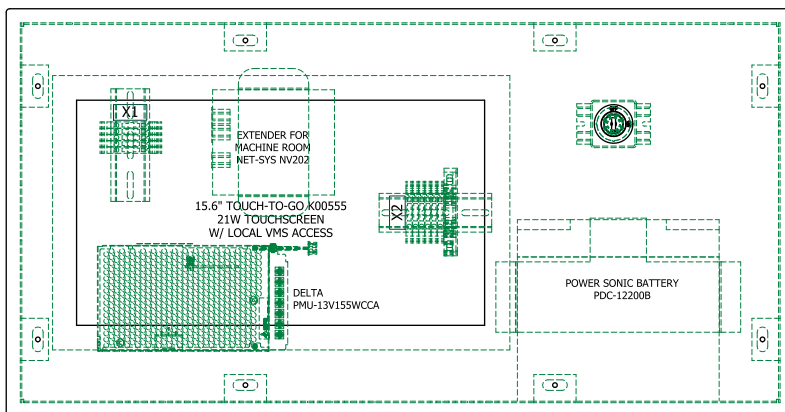 X1
EXTENDER FOR
MACHINE ROOM
NET-SYS NV202
15.6" TOUCH-TO-GO K00555
21W TOUCHSCREEN
W/ LOCAL VMS ACCESS
X2
DELTA
PMU-13V155WCCA
POWER SONIC BATTERY
PDC-12200B